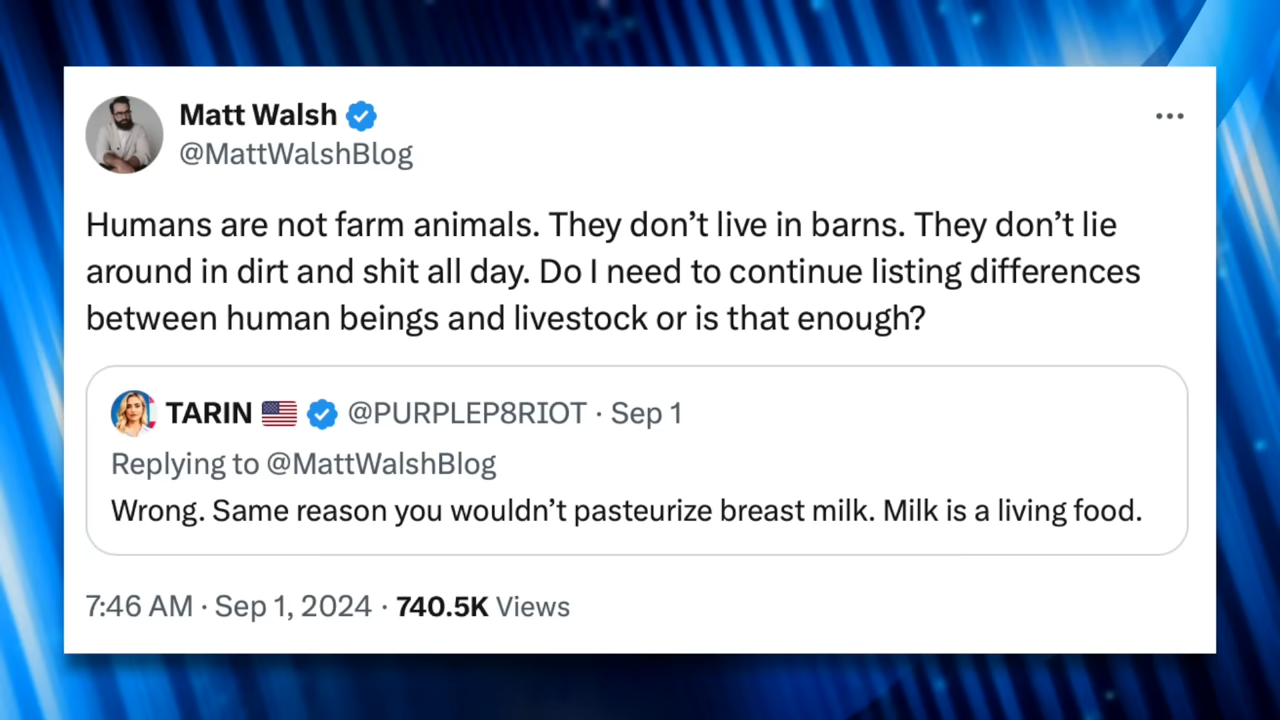 Matt Walsh
@MattWalshBlog
Humans are not farm animals. They don’t live in barns. They don’t lie
around in dirt and shit all day. Do I need to continue listing differences
between human beings and livestock or is that enough?
TARIN 🇺🇸 @PURPLEP8RIOT · Sep 1
Replying to @MattWalshBlog
Wrong. Same reason you wouldn’t pasteurize breast milk. Milk is a living food.
7:46 AM · Sep 1, 2024 · 740.5K Views